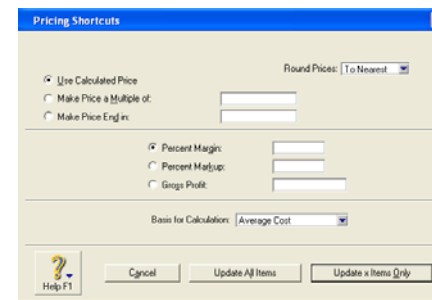 Pricing Shortcuts
Round Prices: To Nearest
Use Calculated Price
Make Price a Multiple of:
Make Price End in:
Percent Margin:
Percent Markup:
Gross Profit:
Basis for Calculation: Average Cost
Help F1
Cancel
Update All Items
Update x Items Only